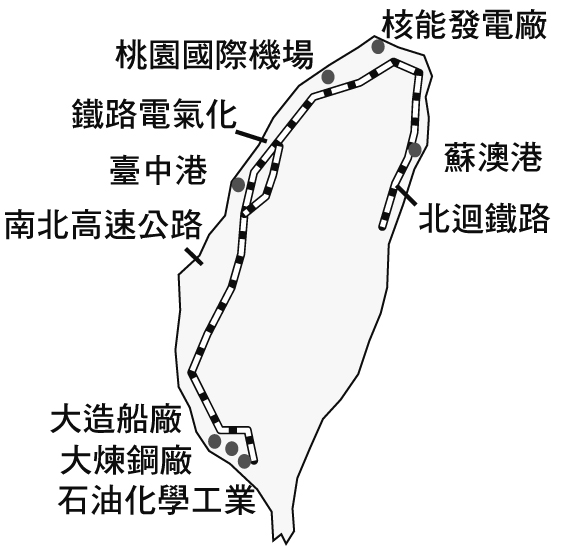 核能發電廠
桃園國際機場
鐵路電氣化
蘇澳港
臺中港
北迴鐵路
南北高速公路
大造船廠
大煉鋼廠
石油化學工業